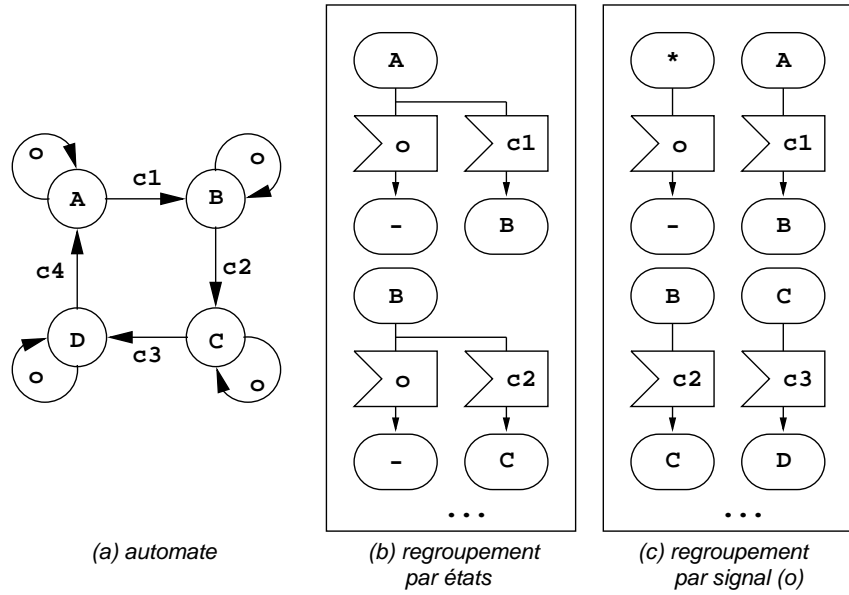 o
o
A
c1
B
c4
c2
D
c3
C
o
o
(a) automate
A
o
c1
-
B
B
o
c2
-
C
...
(b) regroupement
par états
*
A
o
c1
-
B
B
C
c2
c3
C
D
...
(c) regroupement
par signal (o)